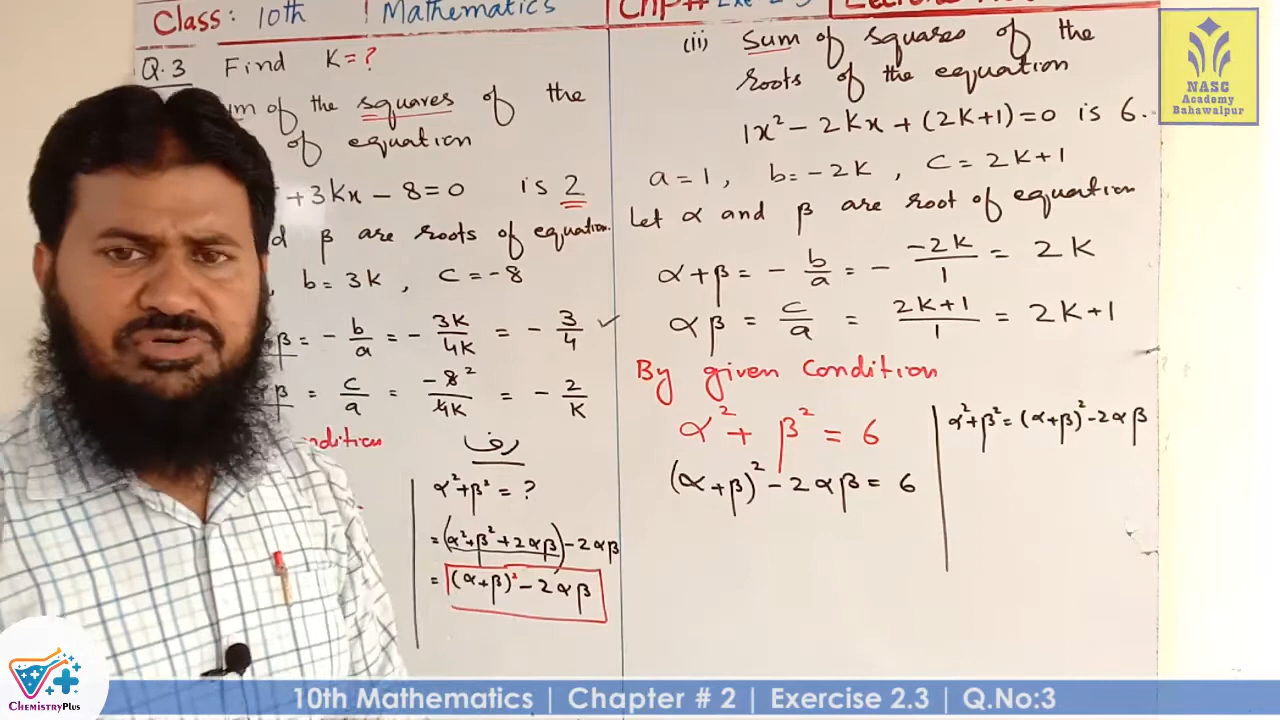 Class: 10th ! Mathematics
Q.3 Find K=?
of the squares of the
of equation
+3Kx - 8=0 is 2
β are roots of equation.
b=3K, C=-8
β = - b/a = - 3K/4K = - 3/4 ✓
β = C/a = -8²/4K = - 2/K
رف
α²+β²=?
=(α²+β²+2αβ)-2αβ
= (α+β)²-2αβ
(ii) Sum of squares of the
roots of the equation
1x²-2Kx+(2K+1)=0 is 6.
a=1, b=-2K, C=2K+1
Let α and β are root of equation
α+β = - b/a = - -2K/1 = 2K
αβ = C/a = 2K+1/1 = 2K+1
By given Condition
α²+β²=6
(α+β)²-2αβ=6
α²+β²=(α+β)²-2αβ
NASC
Academy
Bahawalpur
ChemistryPlus
10th Mathematics | Chapter # 2 | Exercise 2.3 | Q.No:3